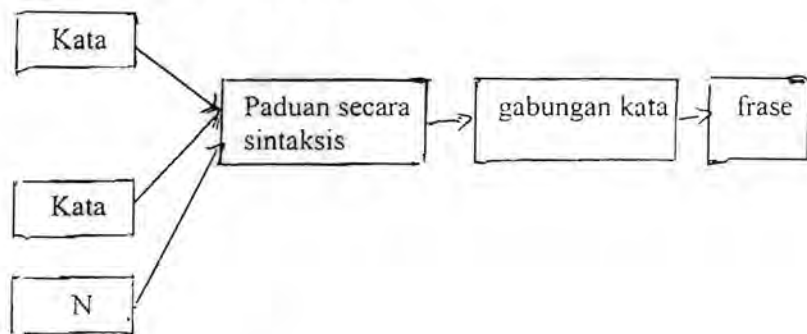 Kata
Paduan secara
sintaksis
gabungan kata
frase
Kata
N